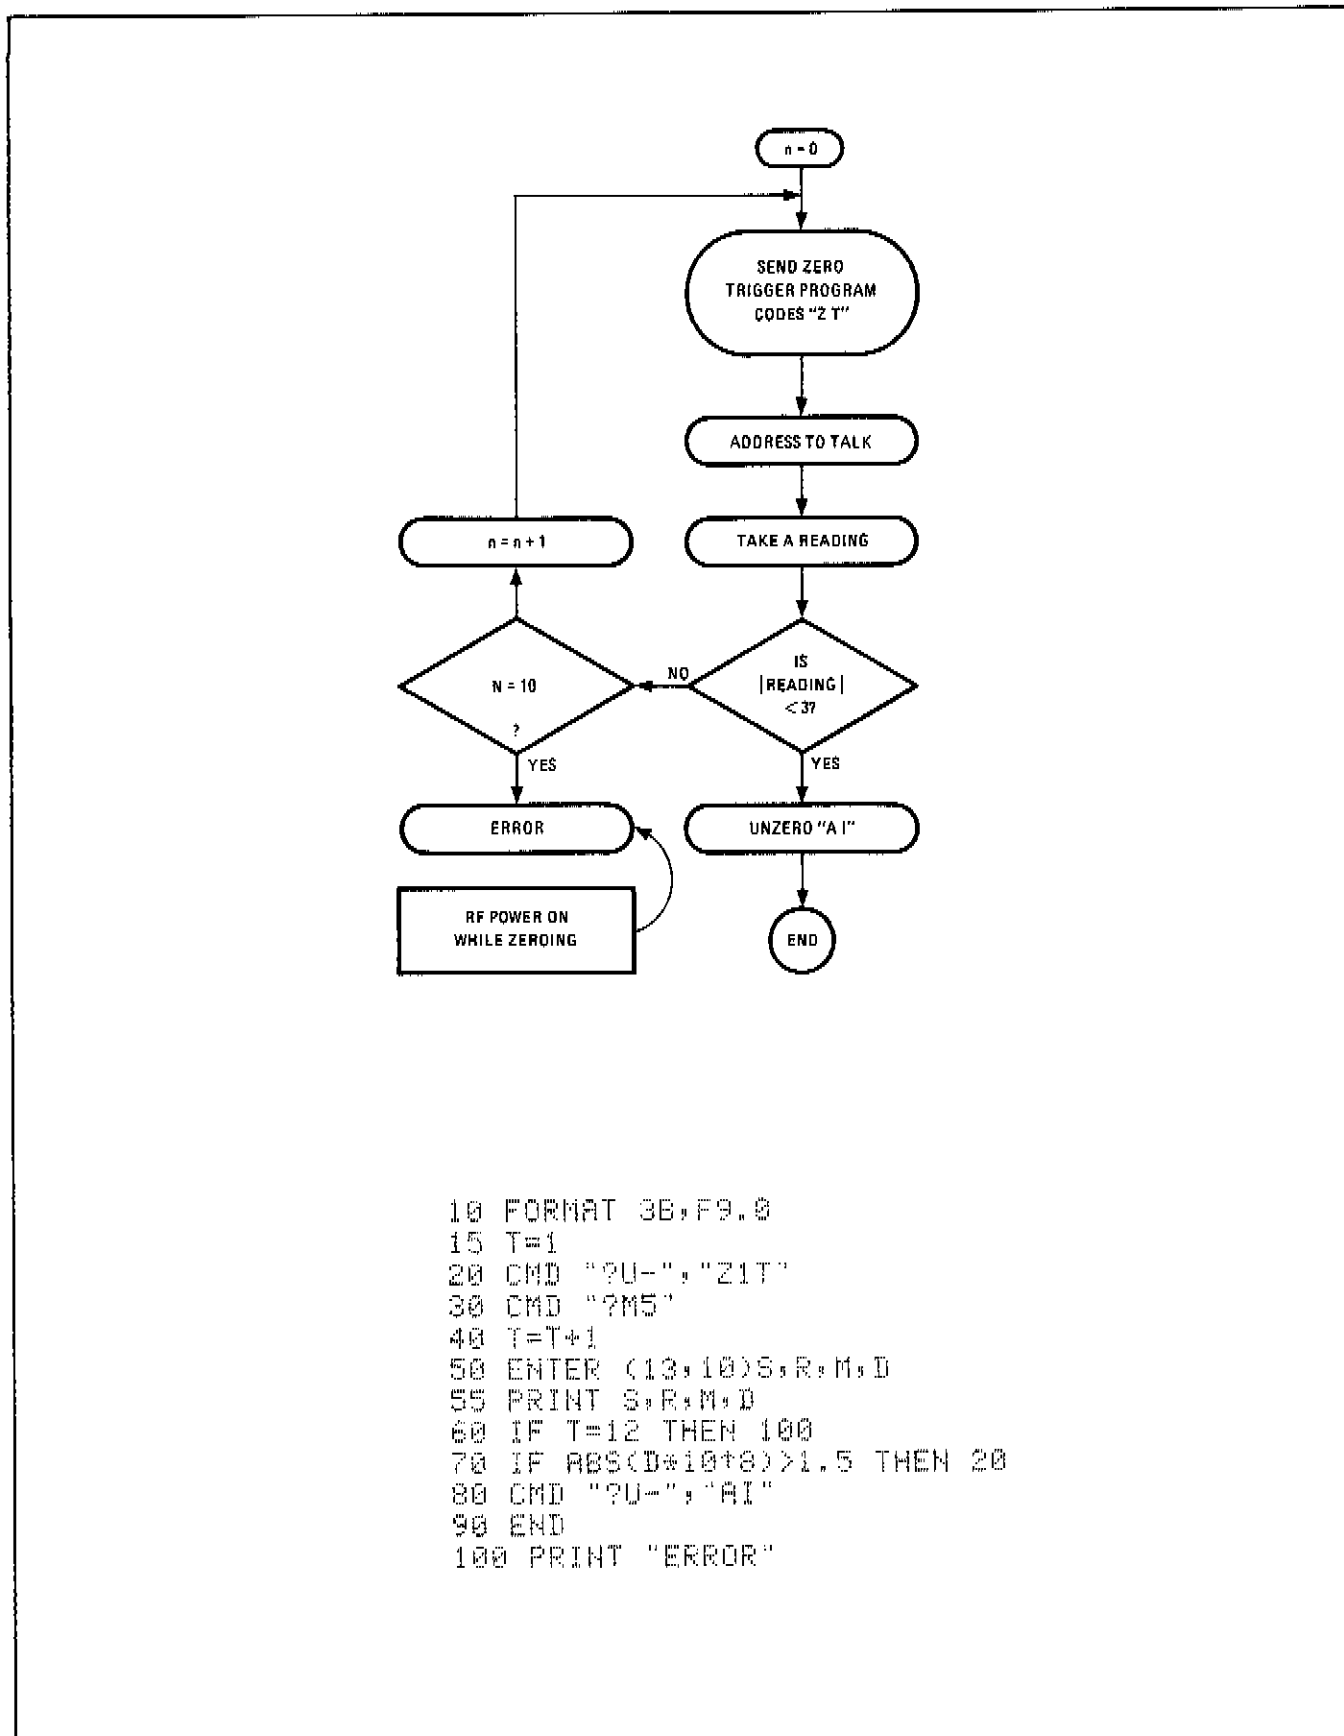 n = 0
SEND ZERO
TRIGGER PROGRAM
CODES "Z T"
ADDRESS TO TALK
TAKE A READING
n = n + 1
IS
|READING|
< 3?
NO
N = 10
?
YES
YES
ERROR
UNZERO "A I"
RF POWER ON
WHILE ZEROING
END
10 FORMAT 3B,F9.0
15 T=1
20 CMD "?U-","Z1T"
30 CMD "?M5"
40 T=T+1
50 ENTER (13,10)S,R,M,D
55 PRINT S,R,M,D
60 IF T=12 THEN 100
70 IF ABS(D*10↑8)>1.5 THEN 20
80 CMD "?U-","AI"
90 END
100 PRINT "ERROR"